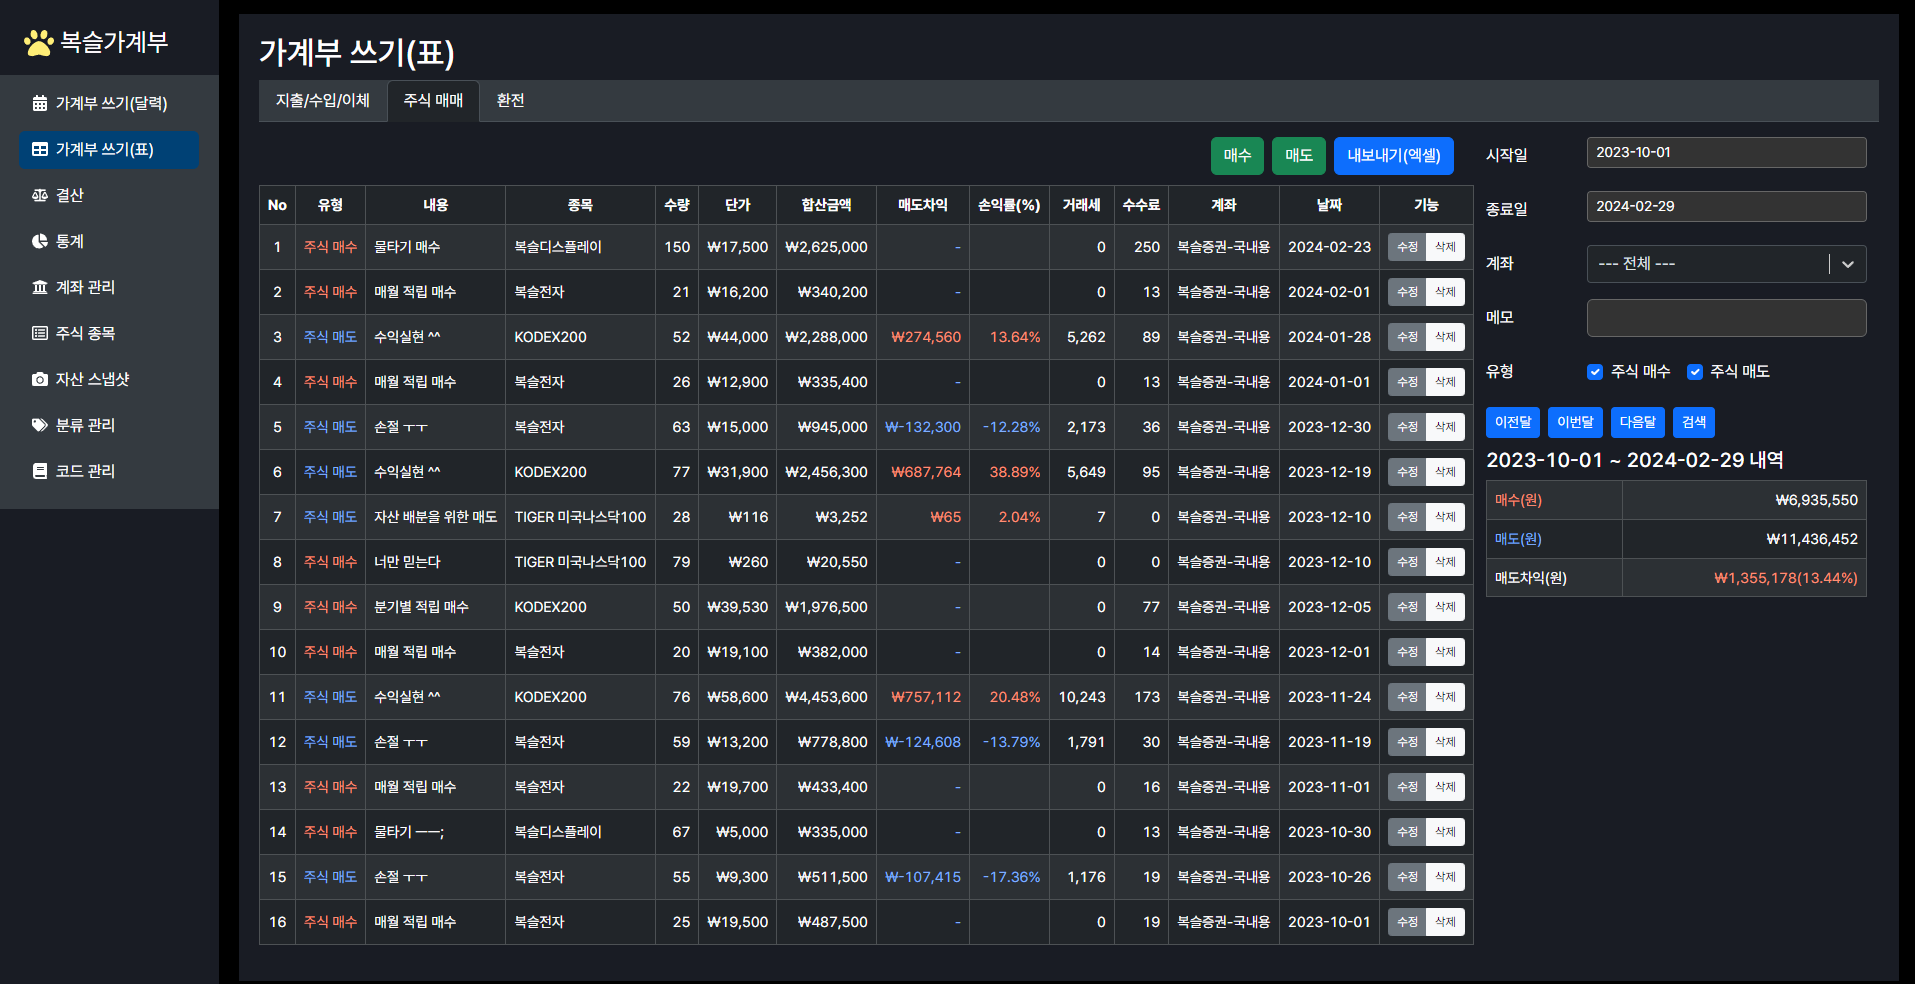 복슬가계부
가계부 쓰기(달력)
가계부 쓰기(표)
결산
통계
계좌 관리
주식 종목
자산 스냅샷
분류 관리
코드 관리
가계부 쓰기(표)
지출/수입/이체 주식 매매 환전
매수 매도 내보내기(엑셀)
No 유형 내용 종목 수량 단가 합산금액 매도차익 손익률(%) 거래세 수수료 계좌 날짜 기능
1 주식 매수 물타기 매수 복슬디스플레이 150 ₩17,500 ₩2,625,000 - 0 250 복슬증권-국내용 2024-02-23 수정 삭제
2 주식 매수 매월 적립 매수 복슬전자 21 ₩16,200 ₩340,200 - 0 13 복슬증권-국내용 2024-02-01 수정 삭제
3 주식 매도 수익실현 ^^ KODEX200 52 ₩44,000 ₩2,288,000 ₩274,560 13.64% 5,262 89 복슬증권-국내용 2024-01-28 수정 삭제
4 주식 매수 매월 적립 매수 복슬전자 26 ₩12,900 ₩335,400 - 0 13 복슬증권-국내용 2024-01-01 수정 삭제
5 주식 매도 손절 ㅜㅜ 복슬전자 63 ₩15,000 ₩945,000 ₩-132,300 -12.28% 2,173 36 복슬증권-국내용 2023-12-30 수정 삭제
6 주식 매도 수익실현 ^^ KODEX200 77 ₩31,900 ₩2,456,300 ₩687,764 38.89% 5,649 95 복슬증권-국내용 2023-12-19 수정 삭제
7 주식 매도 자산 배분을 위한 매도 TIGER 미국나스닥100 28 ₩116 ₩3,252 ₩65 2.04% 7 0 복슬증권-국내용 2023-12-10 수정 삭제
8 주식 매수 너만 믿는다 TIGER 미국나스닥100 79 ₩260 ₩20,550 - 0 0 복슬증권-국내용 2023-12-10 수정 삭제
9 주식 매수 분기별 적립 매수 KODEX200 50 ₩39,530 ₩1,976,500 - 0 77 복슬증권-국내용 2023-12-05 수정 삭제
10 주식 매수 매월 적립 매수 복슬전자 20 ₩19,100 ₩382,000 - 0 14 복슬증권-국내용 2023-12-01 수정 삭제
11 주식 매도 수익실현 ^^ KODEX200 76 ₩58,600 ₩4,453,600 ₩757,112 20.48% 10,243 173 복슬증권-국내용 2023-11-24 수정 삭제
12 주식 매도 손절 ㅜㅜ 복슬전자 59 ₩13,200 ₩778,800 ₩-124,608 -13.79% 1,791 30 복슬증권-국내용 2023-11-19 수정 삭제
13 주식 매수 매월 적립 매수 복슬전자 22 ₩19,700 ₩433,400 - 0 16 복슬증권-국내용 2023-11-01 수정 삭제
14 주식 매수 물타기 ㅡㅡ; 복슬디스플레이 67 ₩5,000 ₩335,000 - 0 13 복슬증권-국내용 2023-10-30 수정 삭제
15 주식 매도 손절 ㅜㅜ 복슬전자 55 ₩9,300 ₩511,500 ₩-107,415 -17.36% 1,176 19 복슬증권-국내용 2023-10-26 수정 삭제
16 주식 매수 매월 적립 매수 복슬전자 25 ₩19,500 ₩487,500 - 0 19 복슬증권-국내용 2023-10-01 수정 삭제
시작일 2023-10-01
종료일 2024-02-29
계좌 --- 전체 ---
메모
유형 주식 매수 주식 매도
이전달 이번달 다음달 검색
2023-10-01 ~ 2024-02-29 내역
매수(원) ₩6,935,550
매도(원) ₩11,436,452
매도차익(원) ₩1,355,178(13.44%)